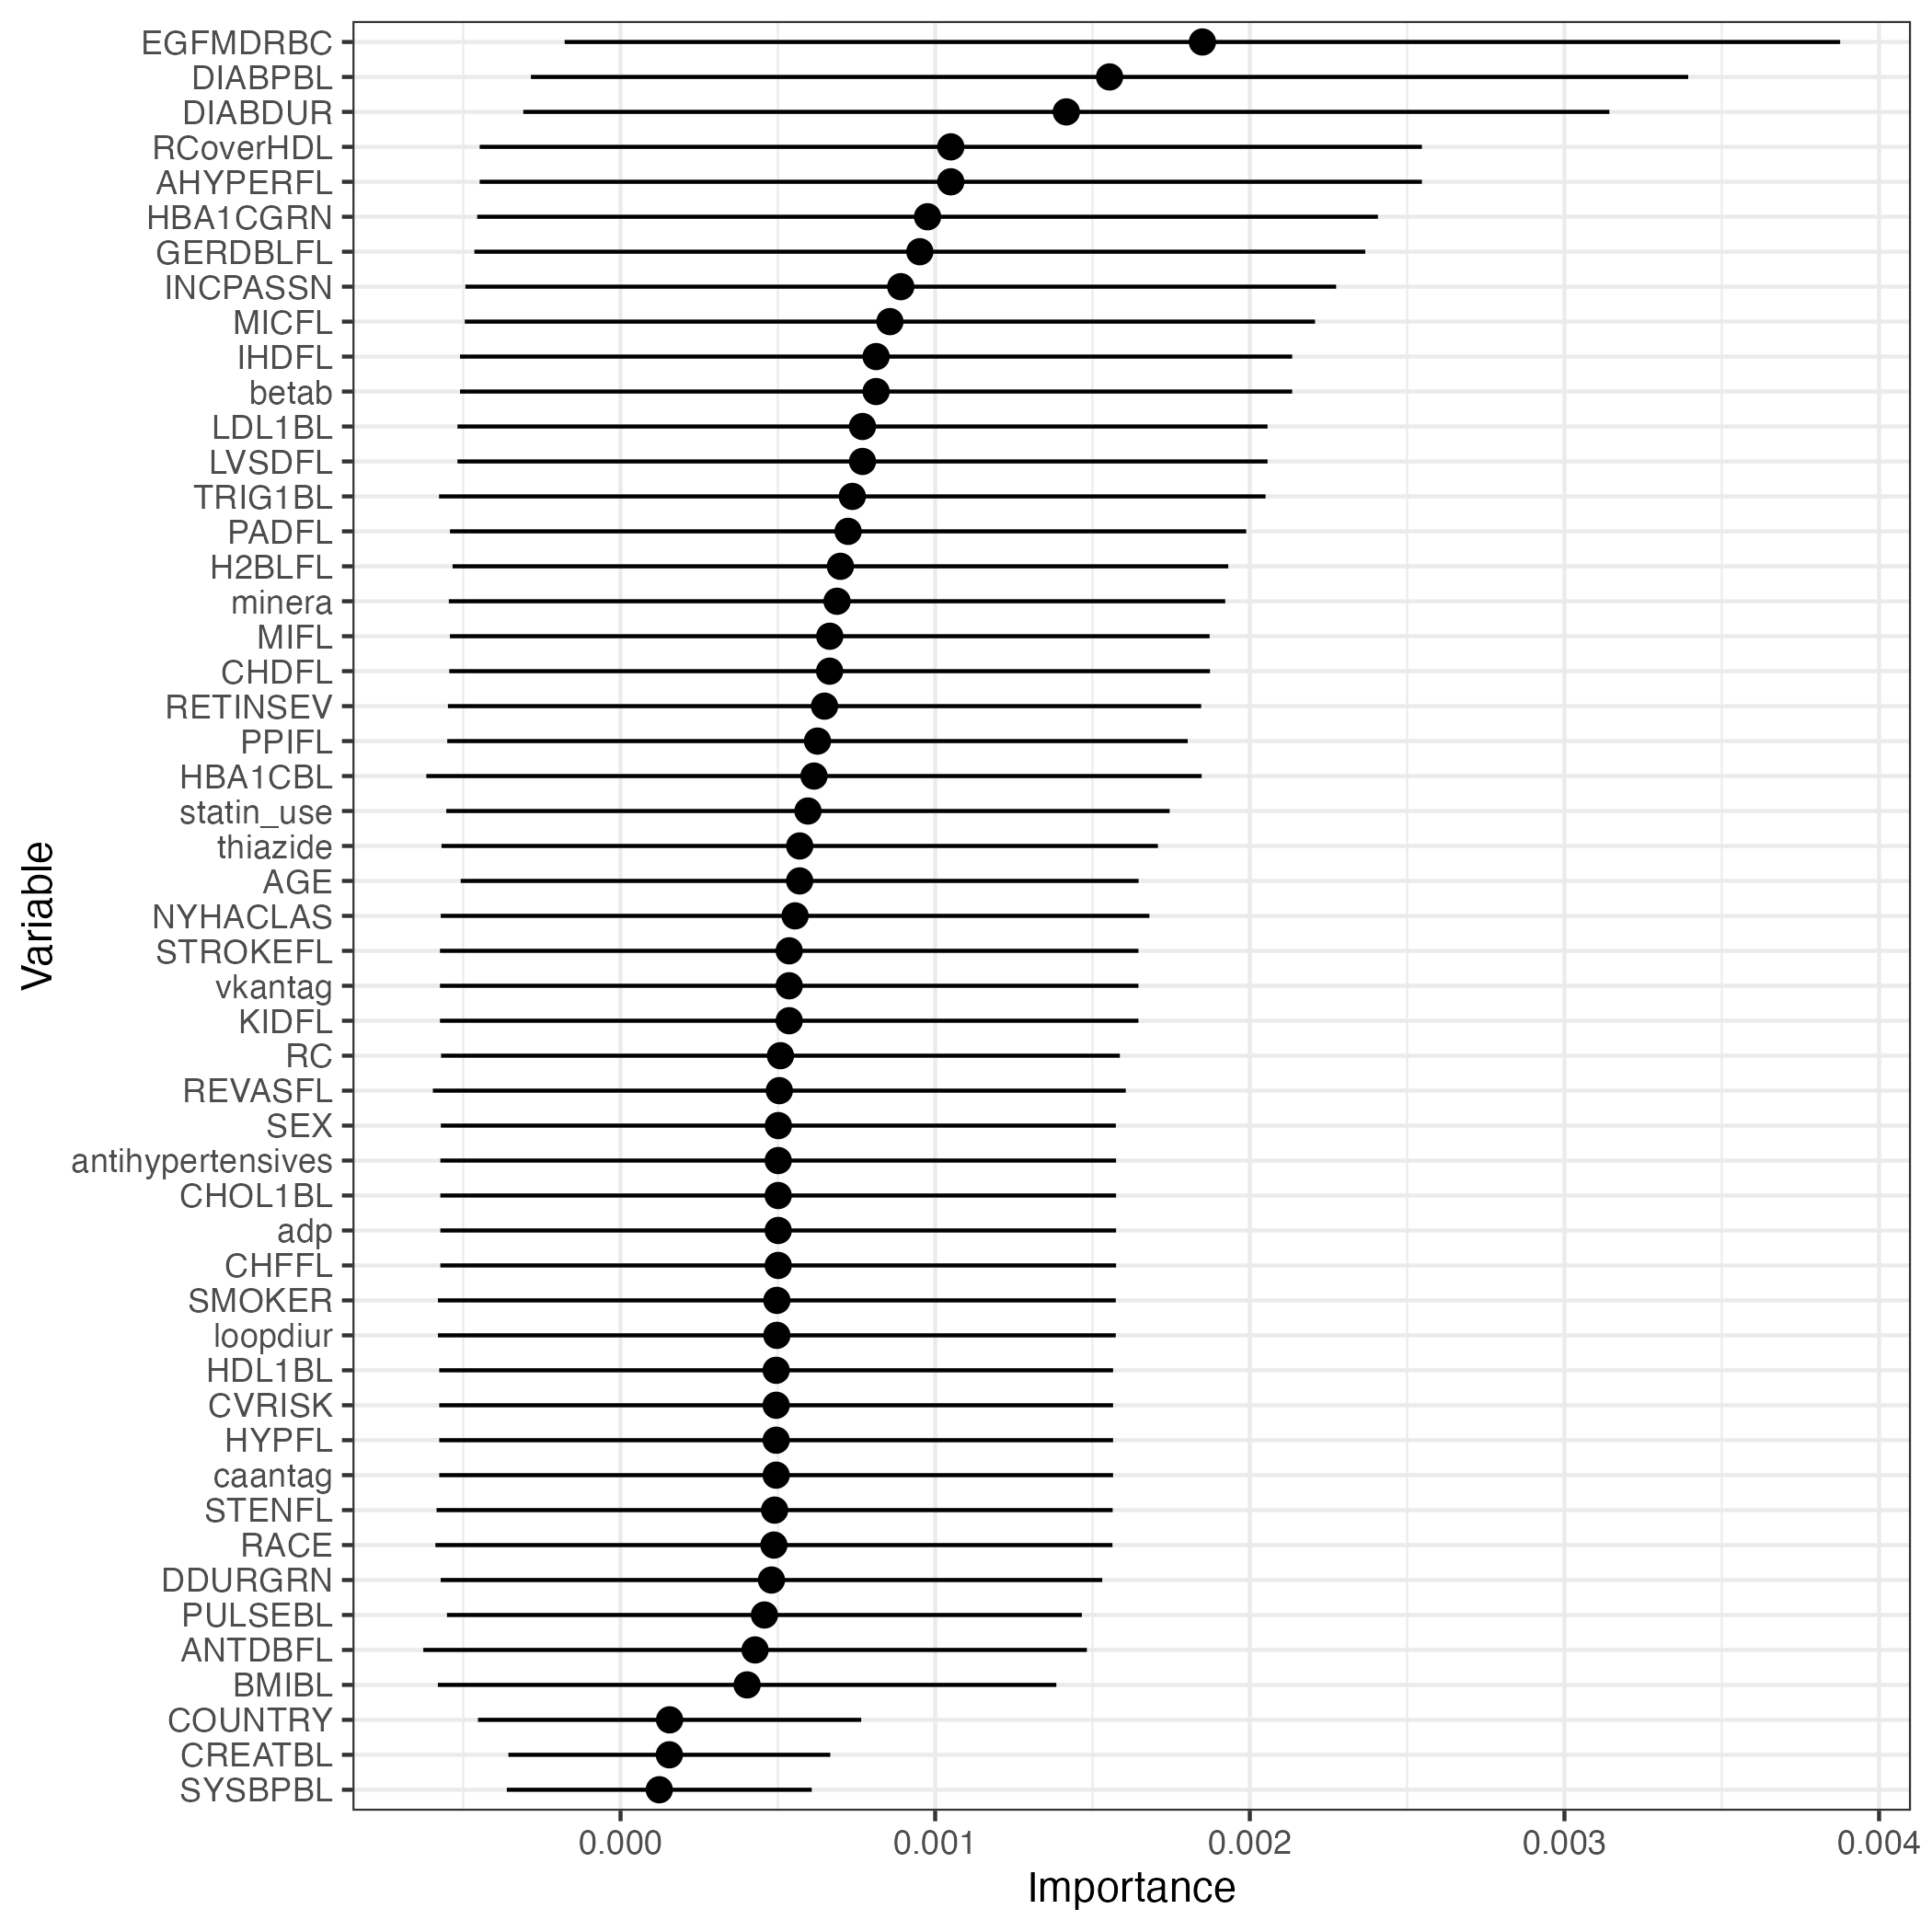 EGFMDRBC
DIABPBL
DIABDUR
RCoverHDL
AHYPERFL
HBA1CGRN
GERDBLFL
INCPASSN
MICFL
IHDFL
betab
LDL1BL
LVSDFL
TRIG1BL
PADFL
H2BLFL
minera
MIFL
CHDFL
RETINSEV
PPIFL
HBA1CBL
statin_use
thiazide
AGE
NYHACLAS
STROKEFL
vkantag
KIDFL
RC
REVASFL
SEX
antihypertensives
CHOL1BL
adp
CHFFL
SMOKER
loopdiur
HDL1BL
CVRISK
HYPFL
caantag
STENFL
RACE
DDURGRN
PULSEBL
ANTDBFL
BMIBL
COUNTRY
CREATBL
SYSBPBL
Variable
0.000 0.001 0.002 0.003 0.004
Importance